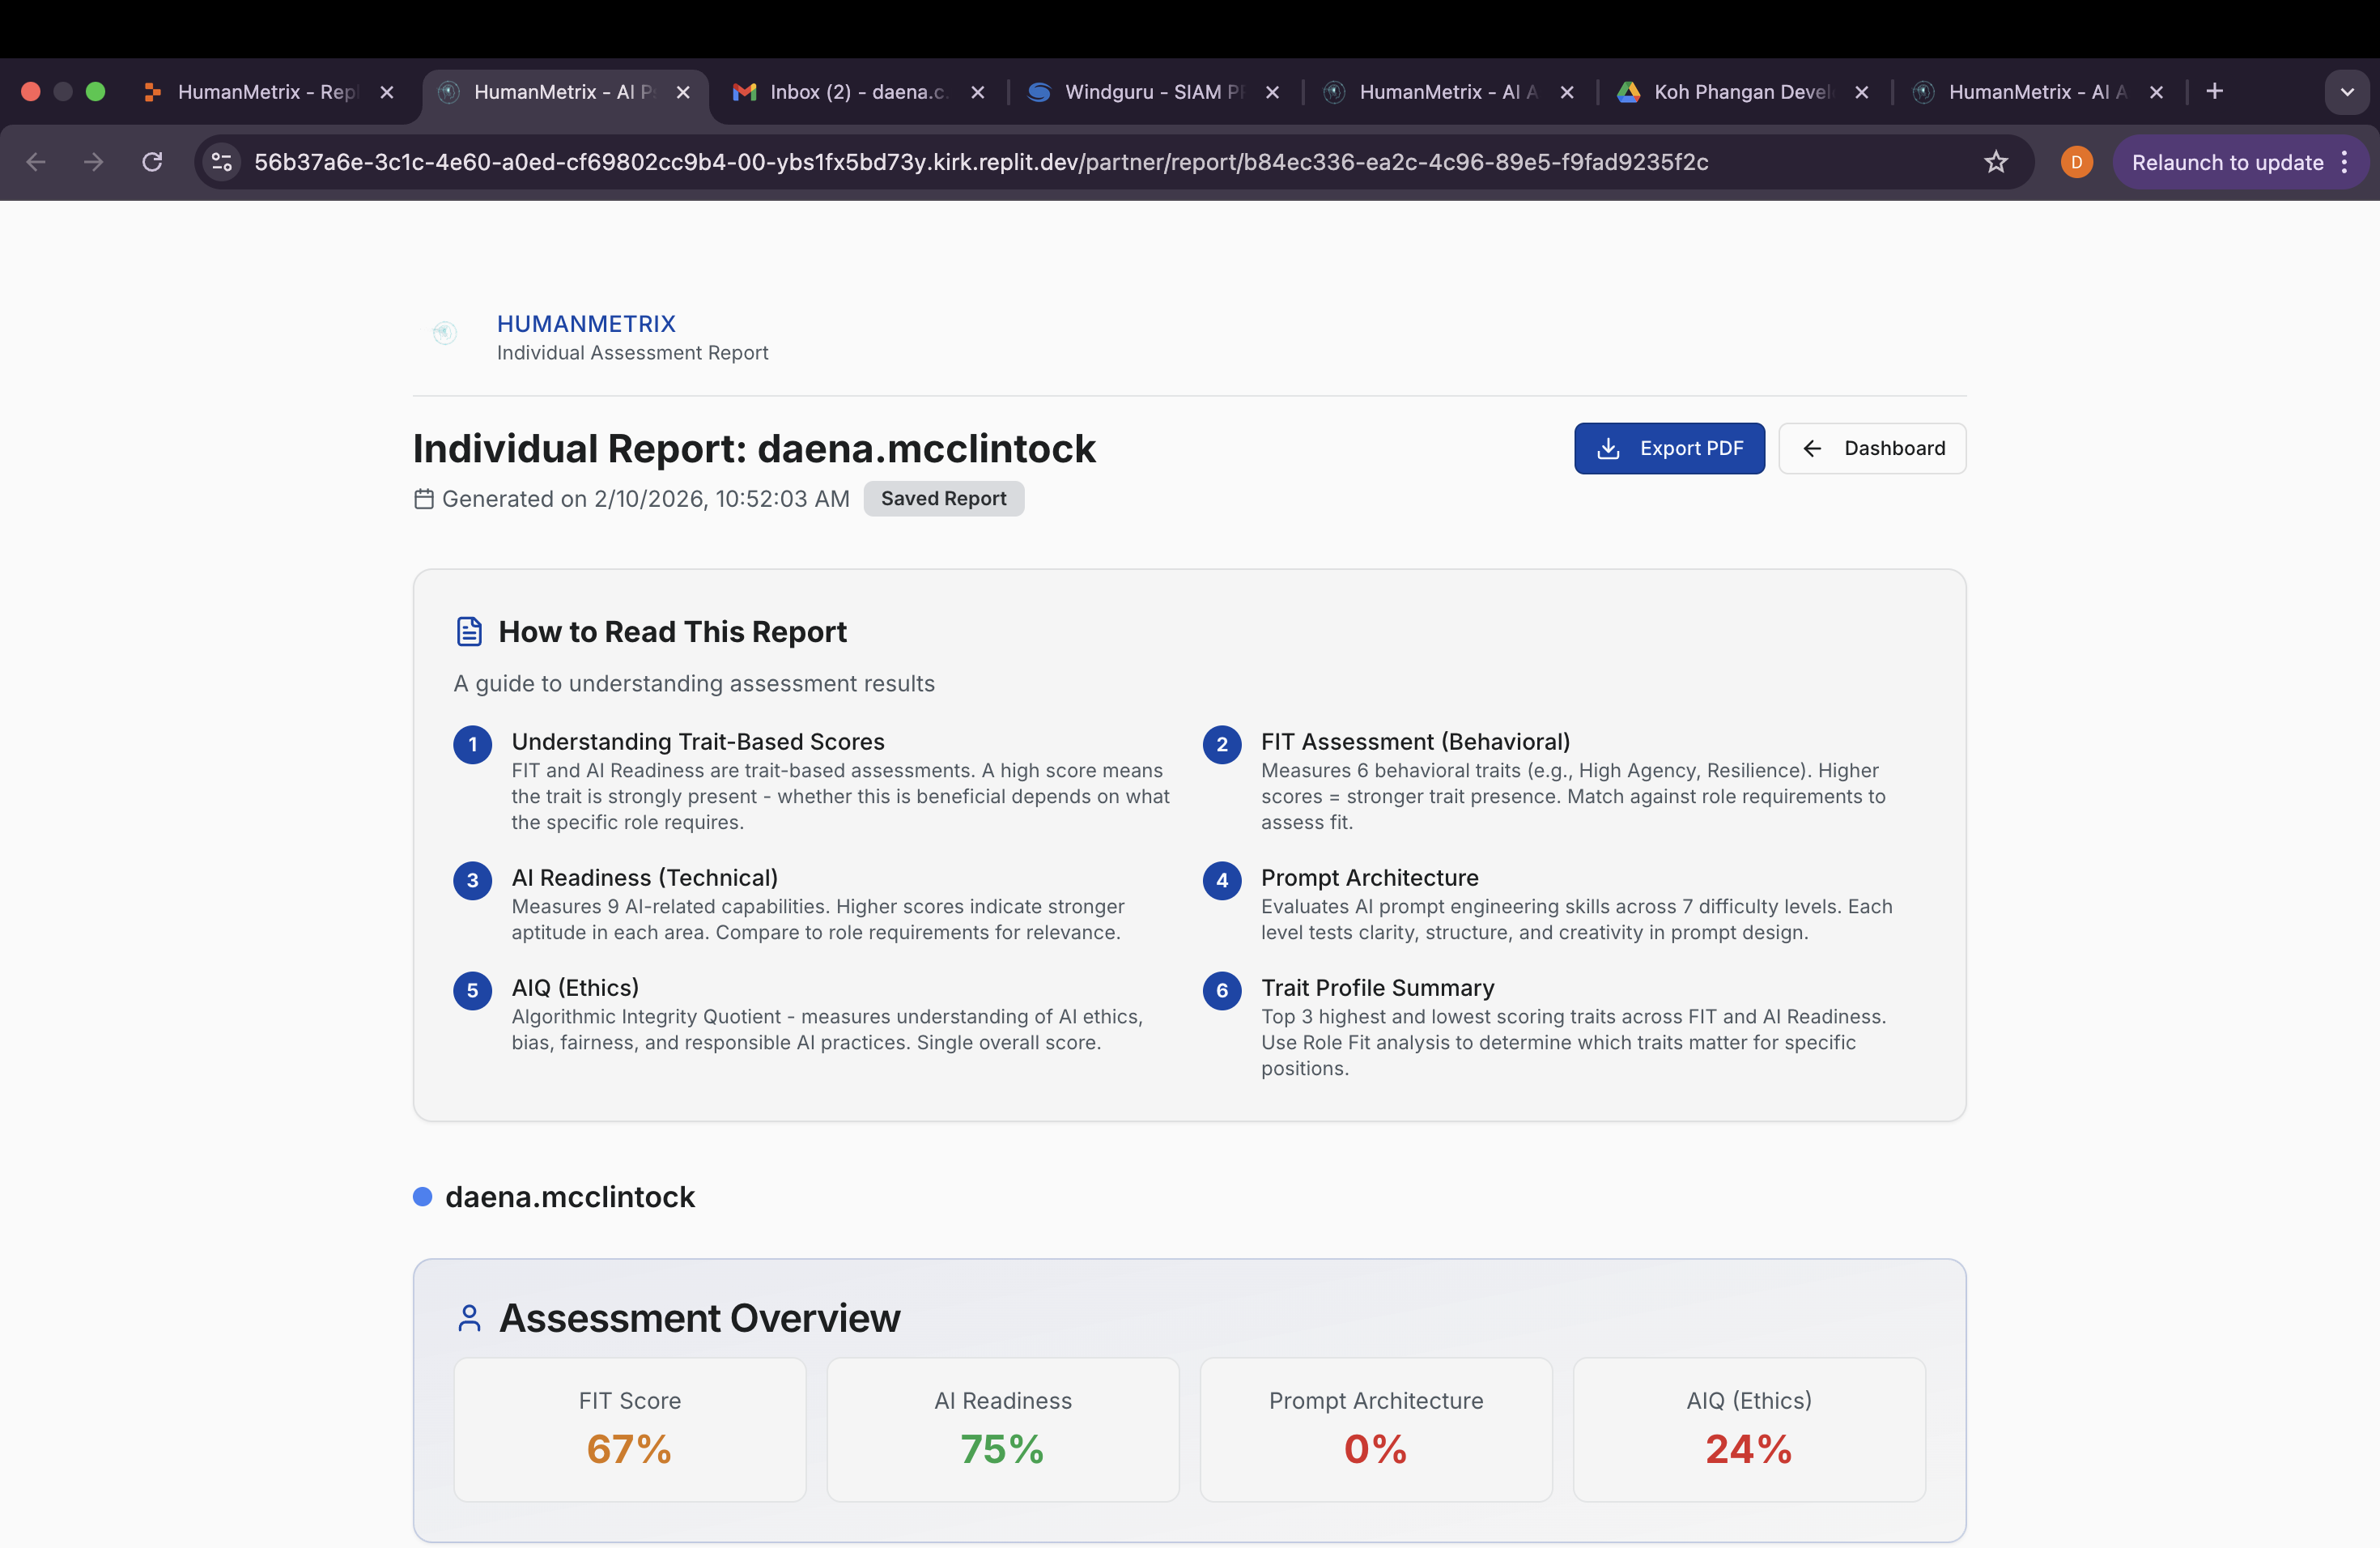 HumanMetrix - Repl
HumanMetrix - AI P
Inbox (2) - daena.c
Windguru - SIAM P
HumanMetrix - AI A
Koh Phangan Devel
HumanMetrix - AI A
56b37a6e-3c1c-4e60-a0ed-cf69802cc9b4-00-ybs1fx5bd73y.kirk.replit.dev/partner/report/b84ec336-ea2c-4c96-89e5-f9fad9235f2c
D
Relaunch to update
HUMANMETRIX
Individual Assessment Report
Individual Report: daena.mcclintock
Export PDF
Dashboard
Generated on 2/10/2026, 10:52:03 AM
Saved Report
How to Read This Report
A guide to understanding assessment results
1
Understanding Trait-Based Scores
FIT and AI Readiness are trait-based assessments. A high score means
the trait is strongly present - whether this is beneficial depends on what
the specific role requires.
2
FIT Assessment (Behavioral)
Measures 6 behavioral traits (e.g., High Agency, Resilience). Higher
scores = stronger trait presence. Match against role requirements to
assess fit.
3
AI Readiness (Technical)
Measures 9 AI-related capabilities. Higher scores indicate stronger
aptitude in each area. Compare to role requirements for relevance.
4
Prompt Architecture
Evaluates AI prompt engineering skills across 7 difficulty levels. Each
level tests clarity, structure, and creativity in prompt design.
5
AIQ (Ethics)
Algorithmic Integrity Quotient - measures understanding of AI ethics,
bias, fairness, and responsible AI practices. Single overall score.
6
Trait Profile Summary
Top 3 highest and lowest scoring traits across FIT and AI Readiness.
Use Role Fit analysis to determine which traits matter for specific
positions.
daena.mcclintock
Assessment Overview
FIT Score
67%
AI Readiness
75%
Prompt Architecture
0%
AIQ (Ethics)
24%